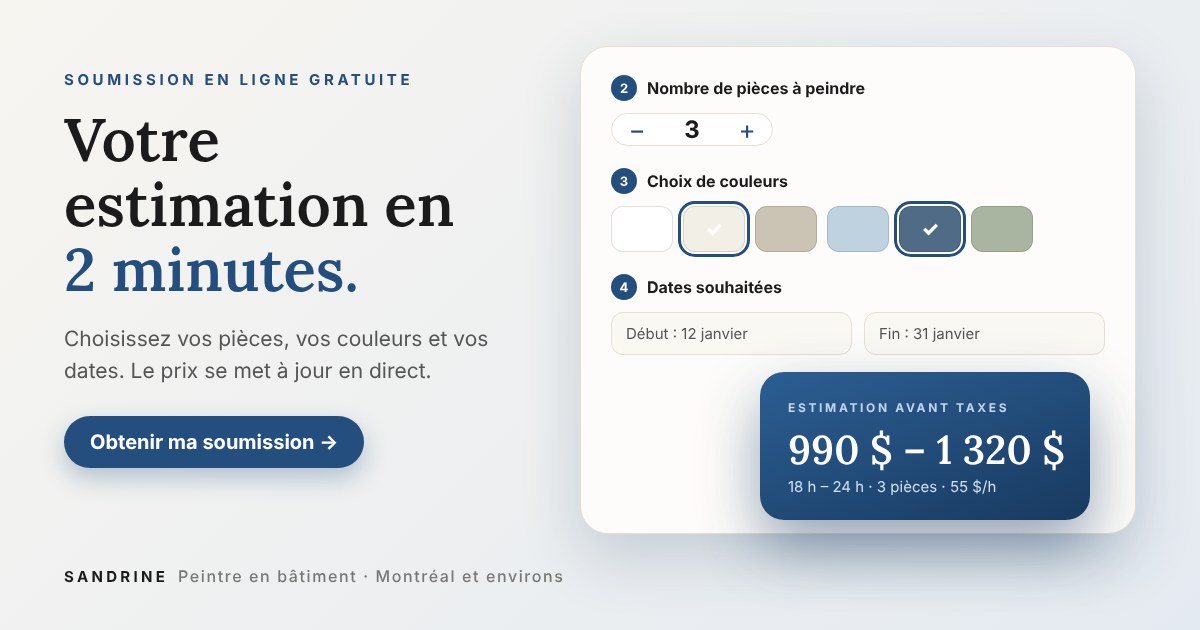 SOUMISSION EN LIGNE GRATUITE
Votre
estimation en
2 minutes.
Choisissez vos pièces, vos couleurs et vos
dates. Le prix se met à jour en direct.
Obtenir ma soumission →
SANDRINE Peintre en bâtiment · Montréal et environs
2 Nombre de pièces à peindre
− 3 +
3 Choix de couleurs
✓ ✓
4 Dates souhaitées
Début : 12 janvier Fin : 31 janvier
ESTIMATION AVANT TAXES
990 $ – 1 320 $
18 h – 24 h · 3 pièces · 55 $/h